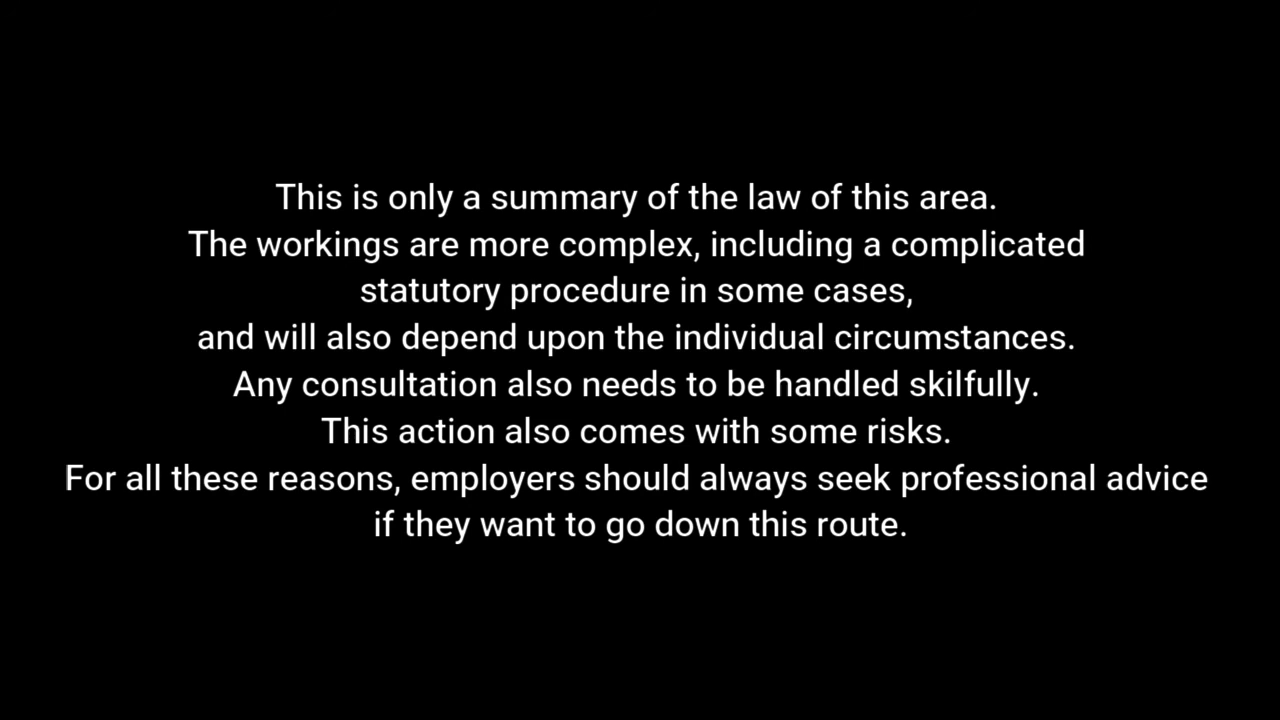 This is only a summary of the law of this area.
The workings are more complex, including a complicated
statutory procedure in some cases,
and will also depend upon the individual circumstances.
Any consultation also needs to be handled skilfully.
This action also comes with some risks.
For all these reasons, employers should always seek professional advice
if they want to go down this route.